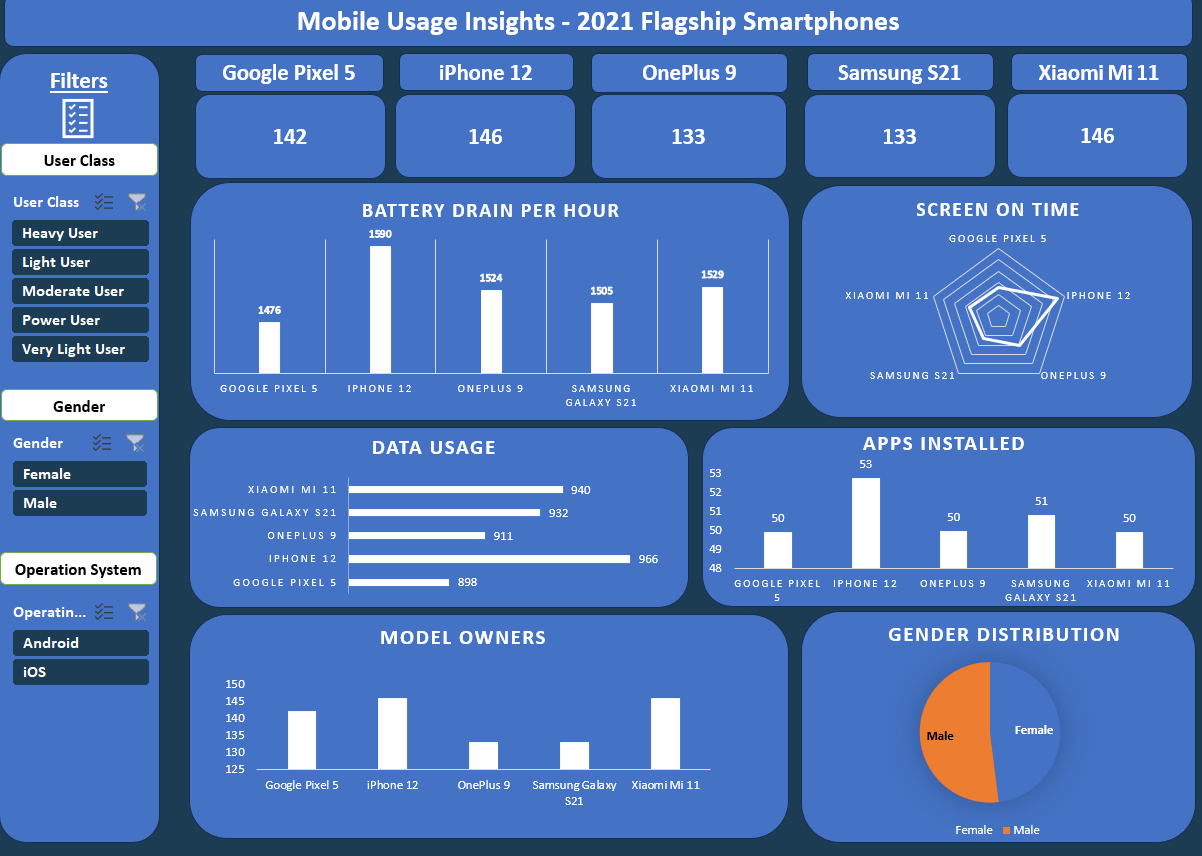 Mobile Usage Insights - 2021 Flagship Smartphones
Filters
User Class
User Class
Heavy User
Light User
Moderate User
Power User
Very Light User
Gender
Gender
Female
Male
Operation System
Operatin...
Android
iOS
Google Pixel 5
iPhone 12
OnePlus 9
Samsung S21
Xiaomi Mi 11
142
146
133
133
146
BATTERY DRAIN PER HOUR
1476
1590
1524
1505
1529
GOOGLE PIXEL 5
IPHONE 12
ONEPLUS 9
SAMSUNG
GALAXY S21
XIAOMI MI 11
SCREEN ON TIME
GOOGLE PIXEL 5
IPHONE 12
ONEPLUS 9
SAMSUNG S21
XIAOMI MI 11
DATA USAGE
XIAOMI MI 11
940
SAMSUNG GALAXY S21
932
ONEPLUS 9
911
IPHONE 12
966
GOOGLE PIXEL 5
898
APPS INSTALLED
53
52
51
50
49
48
50
53
50
51
50
GOOGLE PIXEL
5
IPHONE 12
ONEPLUS 9
SAMSUNG
GALAXY S21
XIAOMI MI 11
MODEL OWNERS
150
145
140
135
130
125
Google Pixel 5
iPhone 12
OnePlus 9
Samsung Galaxy
S21
Xiaomi Mi 11
GENDER DISTRIBUTION
Male
Female
Female
Male